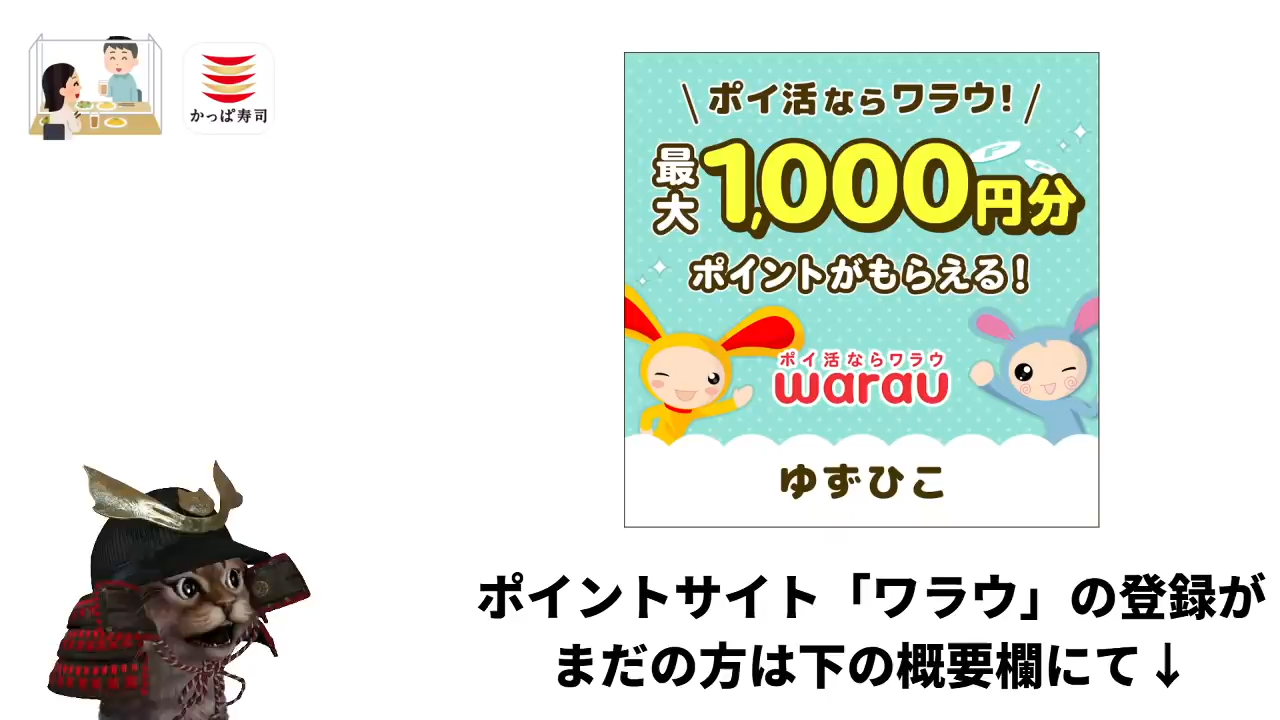 かっぱ寿司
\ ポイ活ならワラウ! /
最大1,000円分
ポイントがもらえる!
ポイ活ならワラウ
warau
ゆずひこ
ポイントサイト「ワラウ」の登録が
まだの方は下の概要欄にて↓